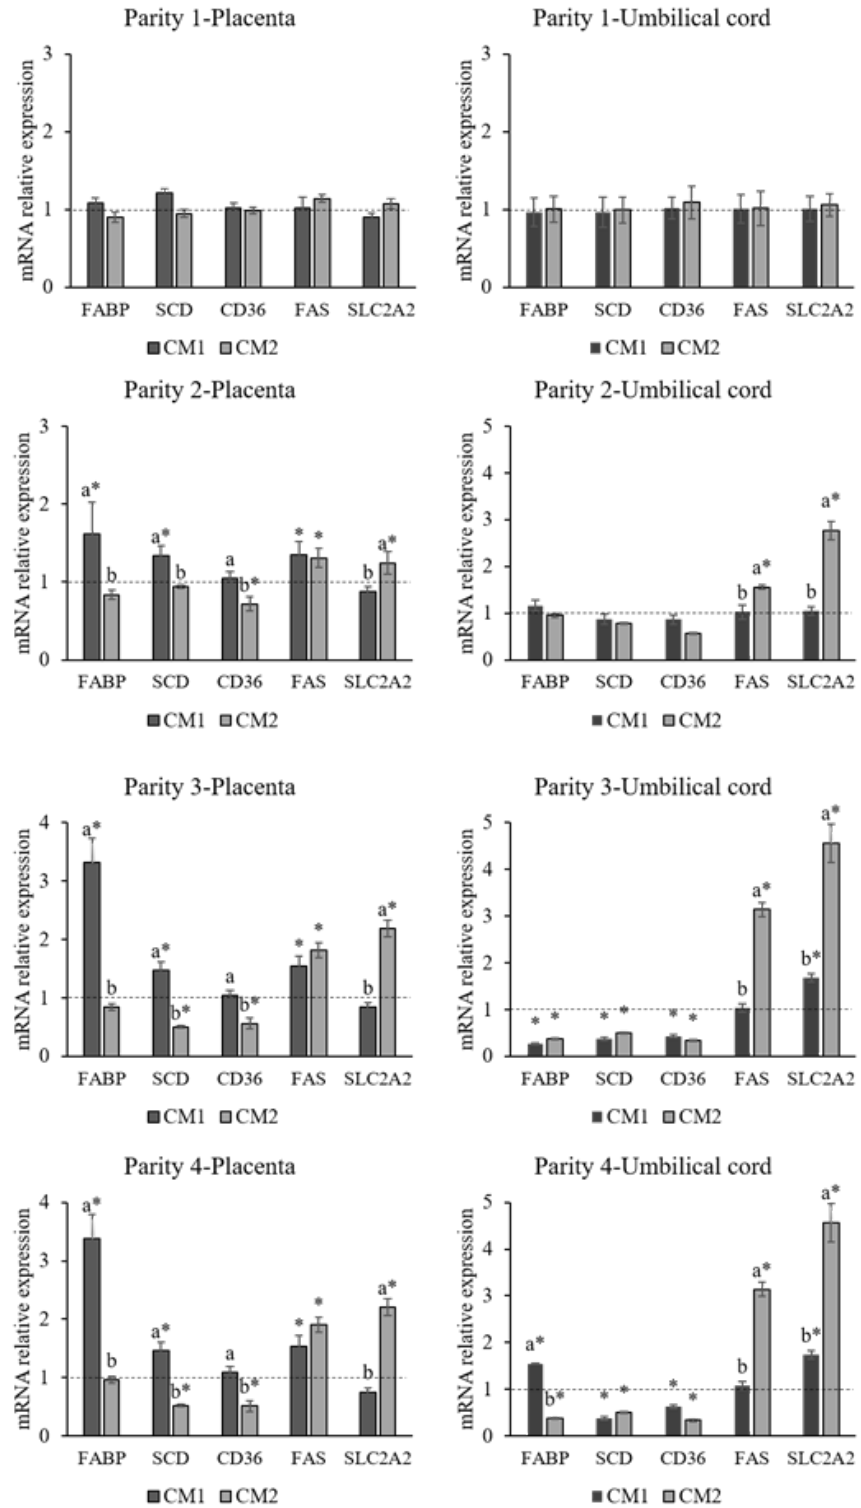 Parity 1-Placenta
mRNA relative expression
3
2
1
0
FABP SCD CD36 FAS SLC2A2
CM1 CM2
Parity 1-Umbilical cord
mRNA relative expression
3
2
1
0
FABP SCD CD36 FAS SLC2A2
CM1 CM2
Parity 2-Placenta
mRNA relative expression
3
2
1
0
a* b a* b a b* * * b a*
FABP SCD CD36 FAS SLC2A2
CM1 CM2
Parity 2-Umbilical cord
mRNA relative expression
5
4
3
2
1
0
b a* b a*
FABP SCD CD36 FAS SLC2A2
CM1 CM2
Parity 3-Placenta
mRNA relative expression
4
3
2
1
0
a* b a* b* a b* * * b a*
FABP SCD CD36 FAS SLC2A2
CM1 CM2
Parity 3-Umbilical cord
mRNA relative expression
5
4
3
2
1
0
* * * * * * b a* b* a*
FABP SCD CD36 FAS SLC2A2
CM1 CM2
Parity 4-Placenta
mRNA relative expression
4
3
2
1
0
a* b a* b* a b* * * b a*
FABP SCD CD36 FAS SLC2A2
CM1 CM2
Parity 4-Umbilical cord
mRNA relative expression
5
4
3
2
1
0
a* b* * * * * b a* b* a*
FABP SCD CD36 FAS SLC2A2
CM1 CM2